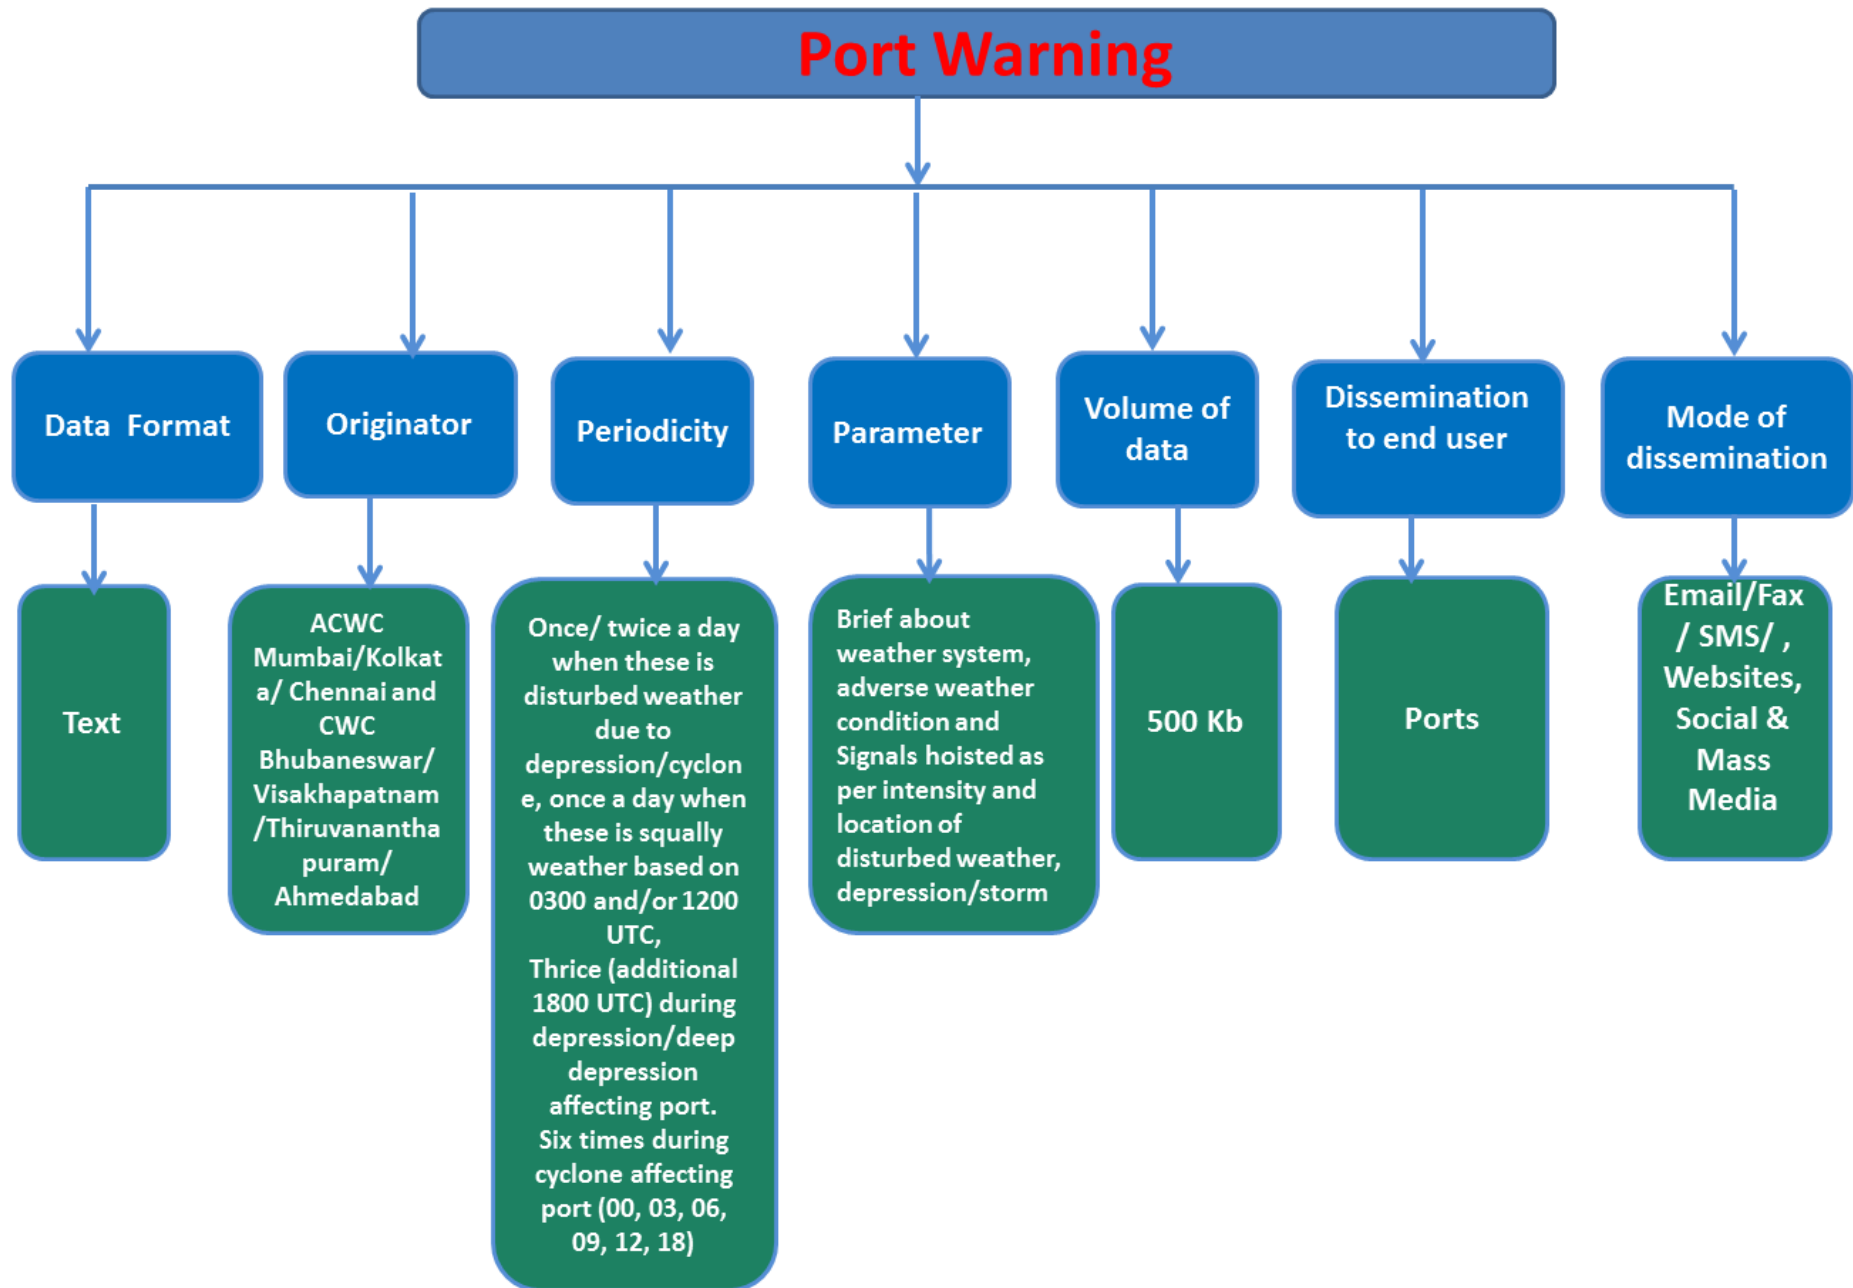 Port Warning
Data Format
Originator
Periodicity
Parameter
Volume of
data
Dissemination
to end user
Mode of
dissemination
Text
ACWC
Mumbai/Kolkat
a/ Chennai and
CWC
Bhubaneswar/
Visakhapatnam
/Thiruvanantha
puram/
Ahmedabad
Once/ twice a day
when these is
disturbed weather
due to
depression/cyclon
e, once a day when
these is squally
weather based on
0300 and/or 1200
UTC,
Thrice (additional
1800 UTC) during
depression/deep
depression
affecting port.
Six times during
cyclone affecting
port (00, 03, 06,
09, 12, 18)
Brief about
weather system,
adverse weather
condition and
Signals hoisted as
per intensity and
location of
disturbed weather,
depression/storm
500 Kb
Ports
Email/Fax
/ SMS/ ,
Websites,
Social &
Mass
Media